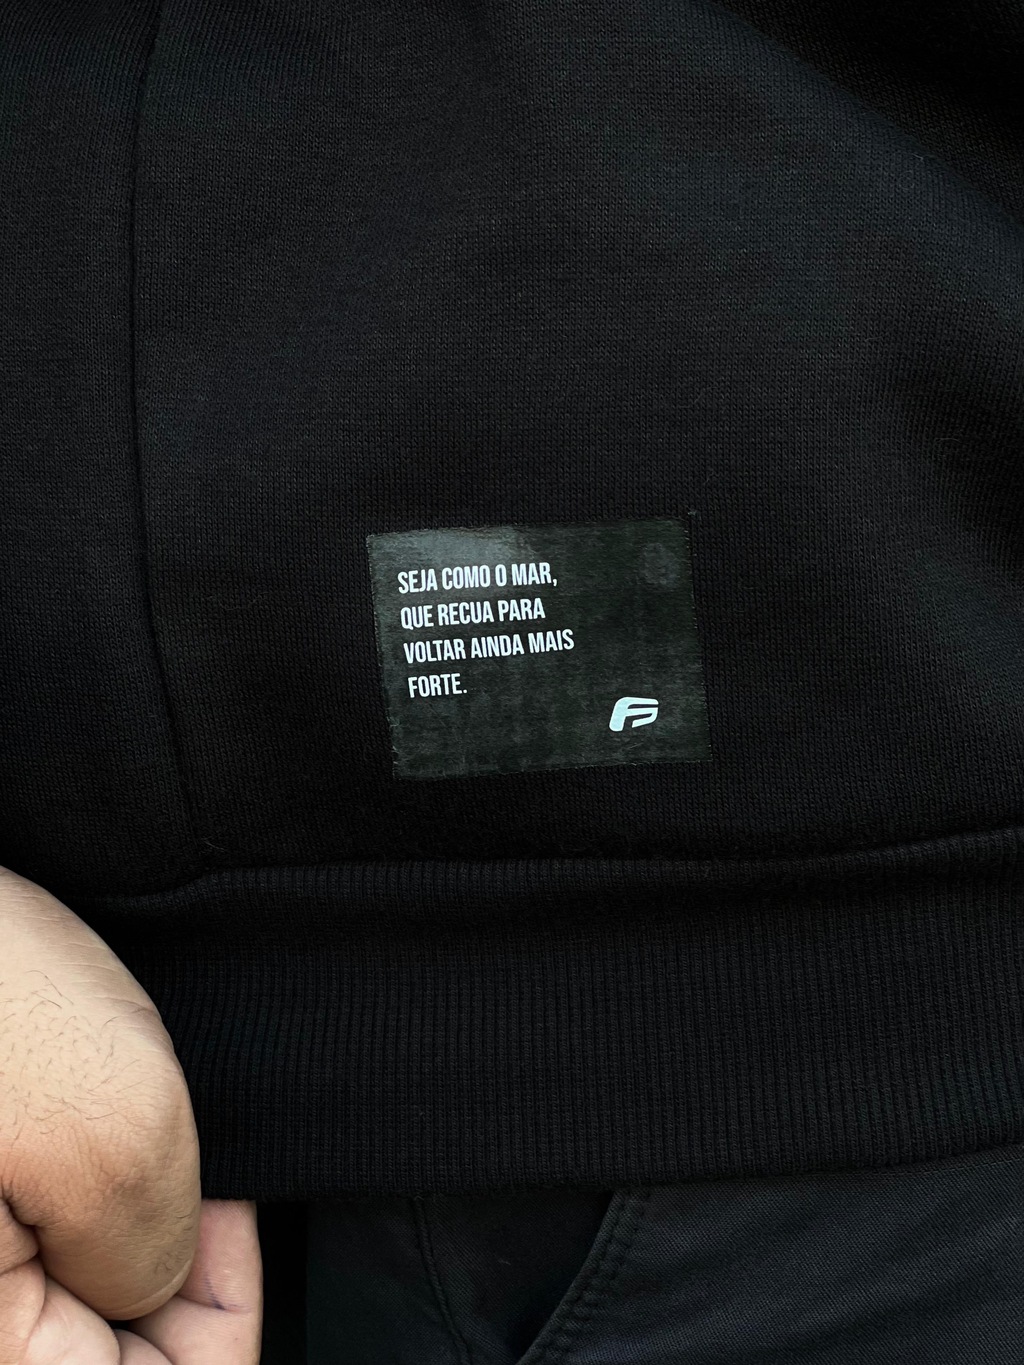 SEJA COMO O MAR,
QUE RECUA PARA
VOLTAR AINDA MAIS
FORTE.